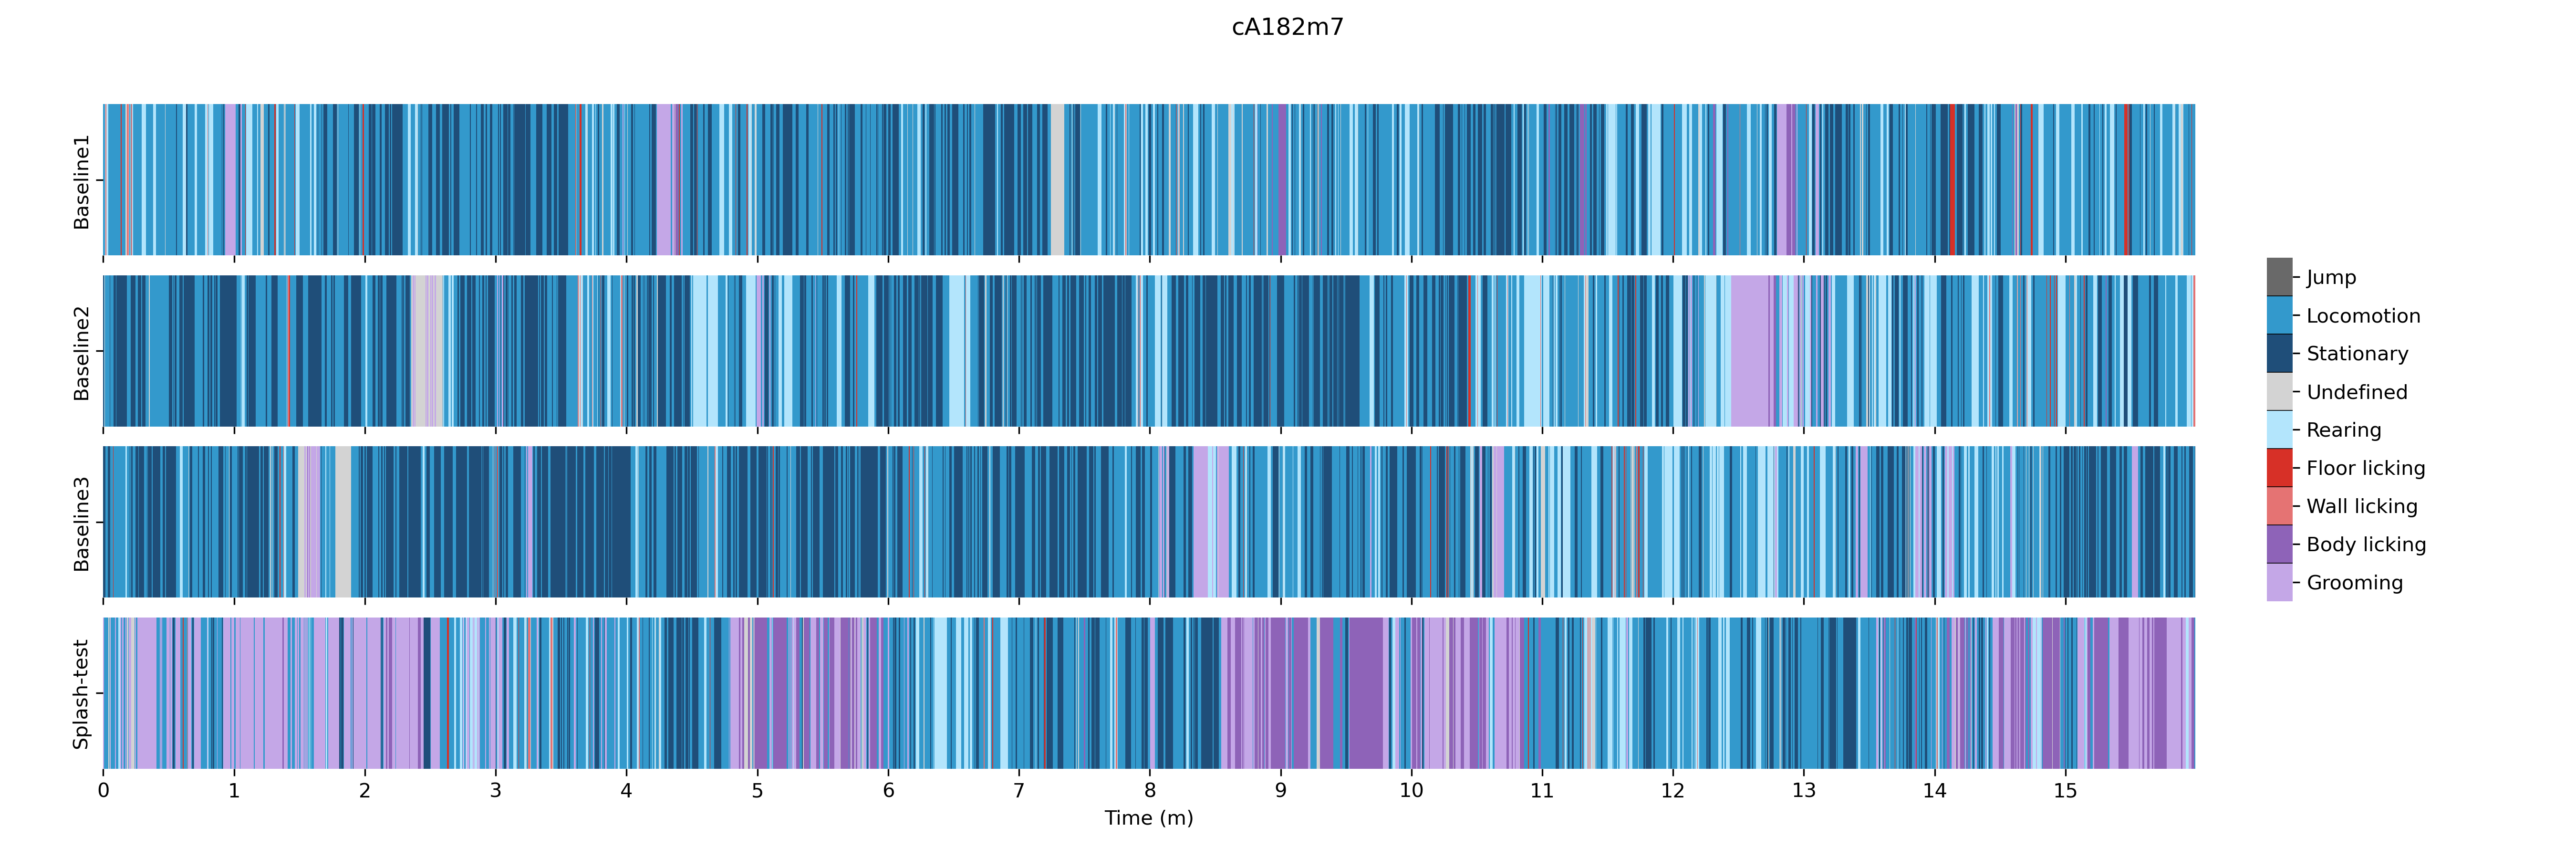 cA182m7
Baseline1
Baseline2
Baseline3
Splash-test
0 1 2 3 4 5 6 7 8 9 10 11 12 13 14 15
Time (m)
Jump
Locomotion
Stationary
Undefined
Rearing
Floor licking
Wall licking
Body licking
Grooming